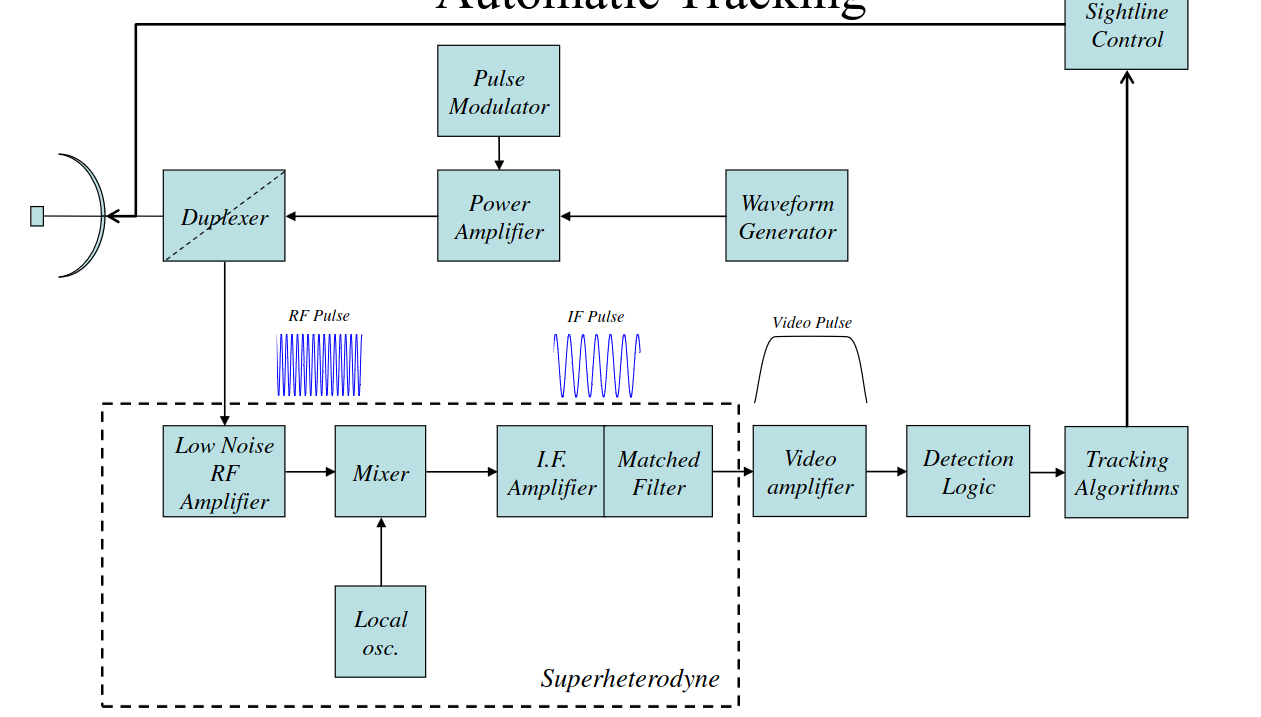 Automatic Tracking
Sightline
Control
Pulse
Modulator
Duplexer
Power
Amplifier
Waveform
Generator
RF Pulse
IF Pulse
Video Pulse
Low Noise
RF
Amplifier
Mixer
I.F.
Amplifier
Matched
Filter
Video
amplifier
Detection
Logic
Tracking
Algorithms
Local
osc.
Superheterodyne